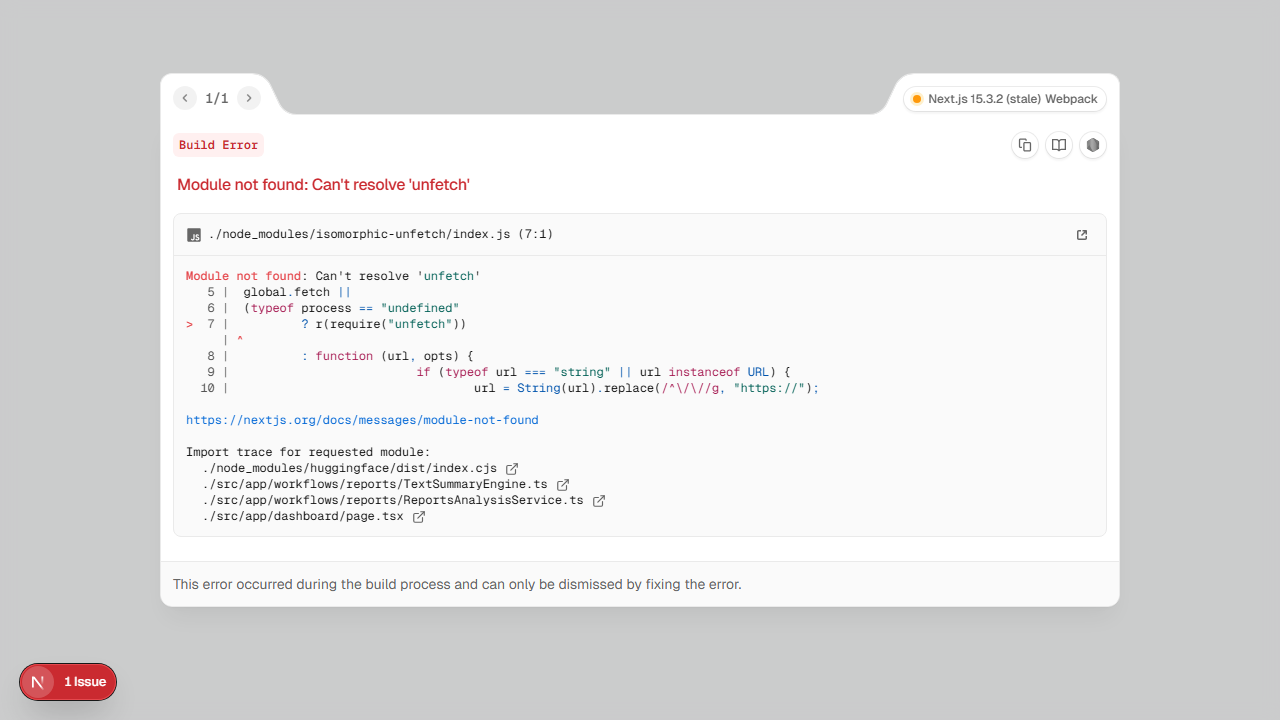 1/1
Next.js 15.3.2 (stale) Webpack
Build Error
Module not found: Can't resolve 'unfetch'
JS ./node_modules/isomorphic-unfetch/index.js (7:1)
Module not found: Can't resolve 'unfetch'
5 | global.fetch ||
6 | (typeof process == "undefined"
> 7 | ? r(require("unfetch"))
| ^
8 | : function (url, opts) {
9 | if (typeof url === "string" || url instanceof URL) {
10 | url = String(url).replace(/^\/\//g, "https://");
https://nextjs.org/docs/messages/module-not-found
Import trace for requested module:
./node_modules/huggingface/dist/index.cjs
./src/app/workflows/reports/TextSummaryEngine.ts
./src/app/workflows/reports/ReportsAnalysisService.ts
./src/app/dashboard/page.tsx
This error occurred during the build process and can only be dismissed by fixing the error.
N 1 Issue